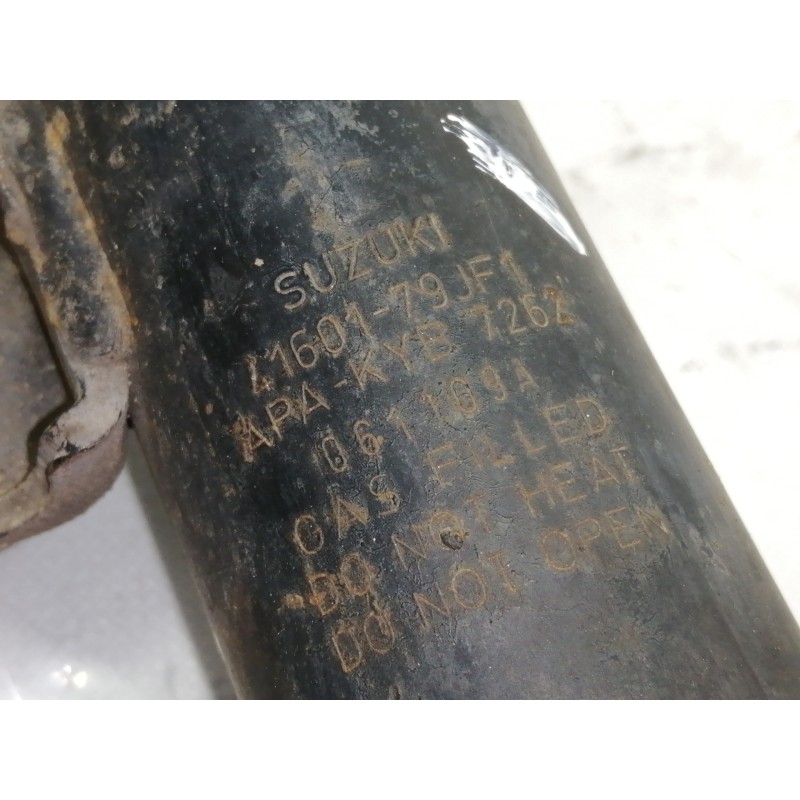 SUZUKI
41601-79JF1
APA-KYB 7262
061109A
GAS FILLED
DO NOT HEAT
DO NOT OPEN